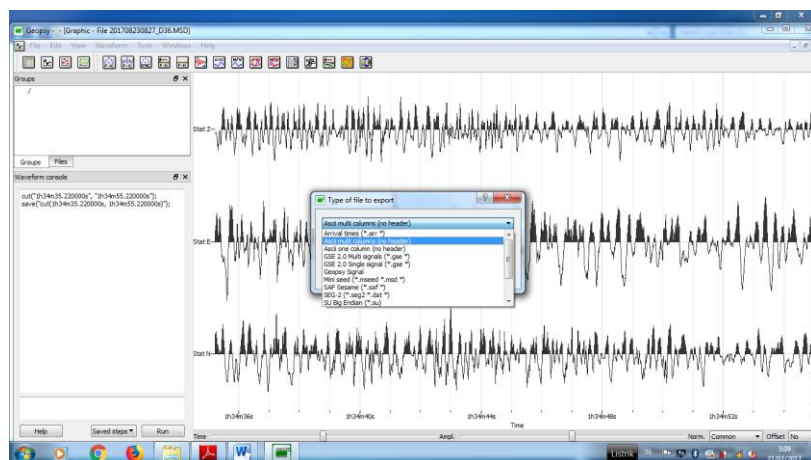 Geopsy - - [Graphic - File 201708230827_D36.MSD]
File Edit View Waveform Tools Windows Help
Groups
/
Groups Files
Waveform console
cut("1h34m35.220000s", "1h34m55.220000s");
save("cut(1h34m35.220000s, 1h34m55.220000s)");
Help Saved steps Run
Stat Z
Stat E
Stat N
Type of file to export
Ascii multi columns (no header)
Arrival times (*.arr *)
Ascii multi columns (no header)
Ascii one column (no header)
GSE 2.0 Multi signals (*.gse *)
GSE 2.0 Single signal (*.gse *)
Geopsy Signal
Mini seed (*.mseed *.msd *)
SAF Sesame (*.saf *)
SEG-2 (*.seg2 *.dat *)
SU Big Endian (*.su)
1h34m36s 1h34m40s 1h34m44s 1h34m48s 1h34m52s
Time
Time Ampl. Norm. Common Offset No
Listrik
3:09